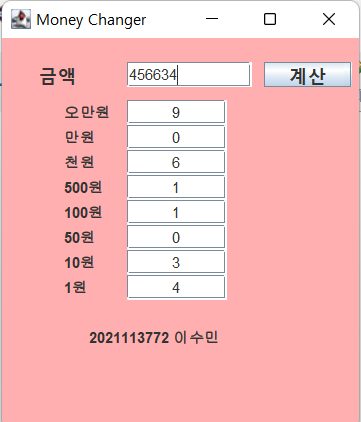 Money Changer
금액 456634 계산
오만원 9
만원 0
천원 6
500원 1
100원 1
50원 0
10원 3
1원 4
2021113772 이수민